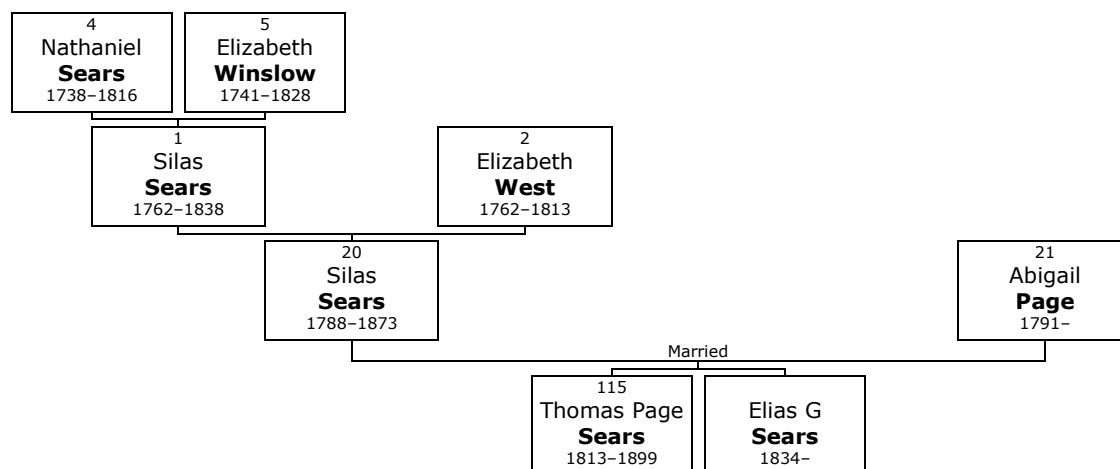 4
Nathaniel
Sears
1738–1816
5
Elizabeth
Winslow
1741–1828
1
Silas
Sears
1762–1838
2
Elizabeth
West
1762–1813
20
Silas
Sears
1788–1873
21
Abigail
Page
1791–
Married
115
Thomas Page
Sears
1813–1899
Elias G
Sears
1834–